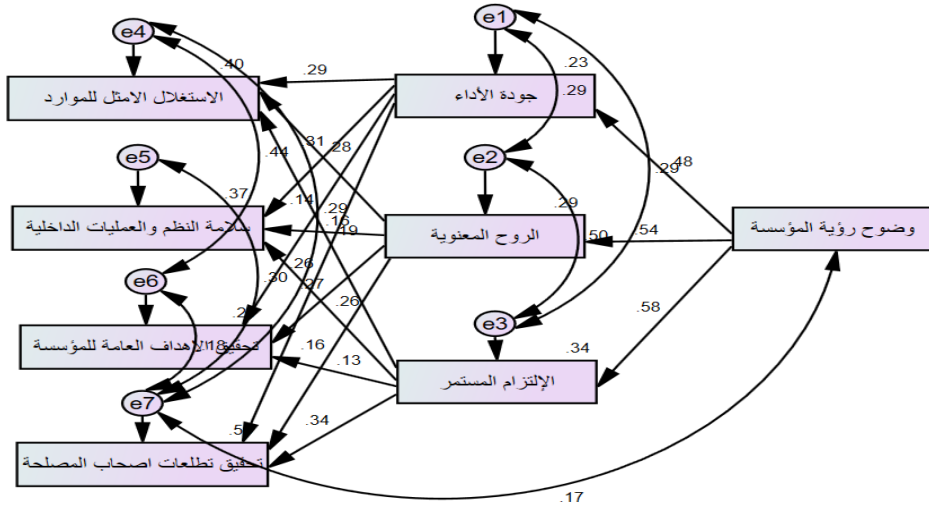 e1
e4
.23
.40
.29
جودة الأداء
.29
الاستغلال الامثل للموارد
e5
.44
.31
.28
e2
.48
.29
.37
.14
.29
.29
سلامة النظم والعمليات الداخلية
.16
.19
الروح المعنوية
.50
.54
وضوح رؤية المؤسسة
e6
.26
.30
.27
.26
.58
e3
تحقيق الاهداف العامة للمؤسسة
.18
.16
.13
.34
الإلتزام المستمر
e7
.34
تحقيق تطلعات اصحاب المصلحة
.17